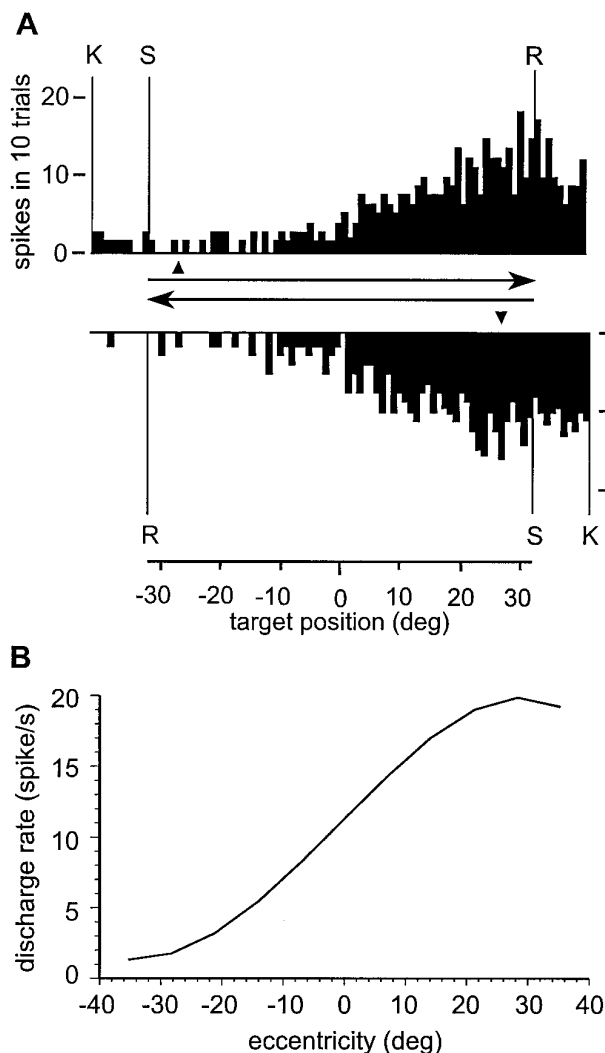 A
K S R
20
10
0
spikes in 10 trials
R S K
-30 -20 -10 0 10 20 30
target position (deg)
B
20
15
10
5
0
discharge rate (spike/s)
-40 -30 -20 -10 0 10 20 30 40
eccentricity (deg)